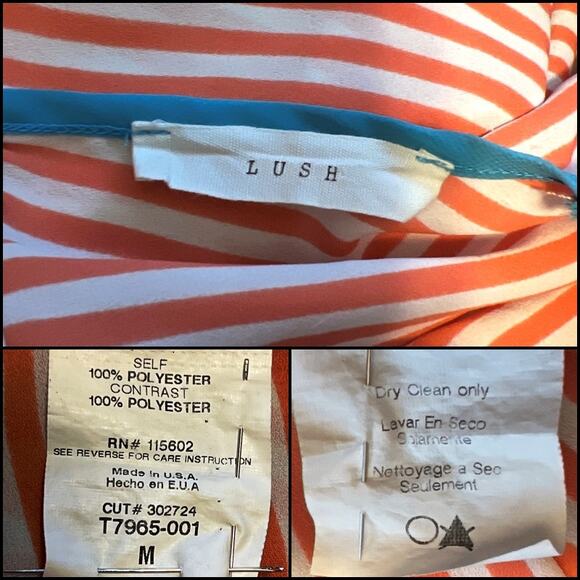 LUSH
SELF
100% POLYESTER
CONTRAST
100% POLYESTER
RN# 115602
SEE REVERSE FOR CARE INSTRUCTION
Made in U.S.A.
Hecho en E.U.A
CUT# 302724
T7965-001
M
Dry Clean only
Lavar En Seco
Solamente
Nettoyage a Sec
Seulement